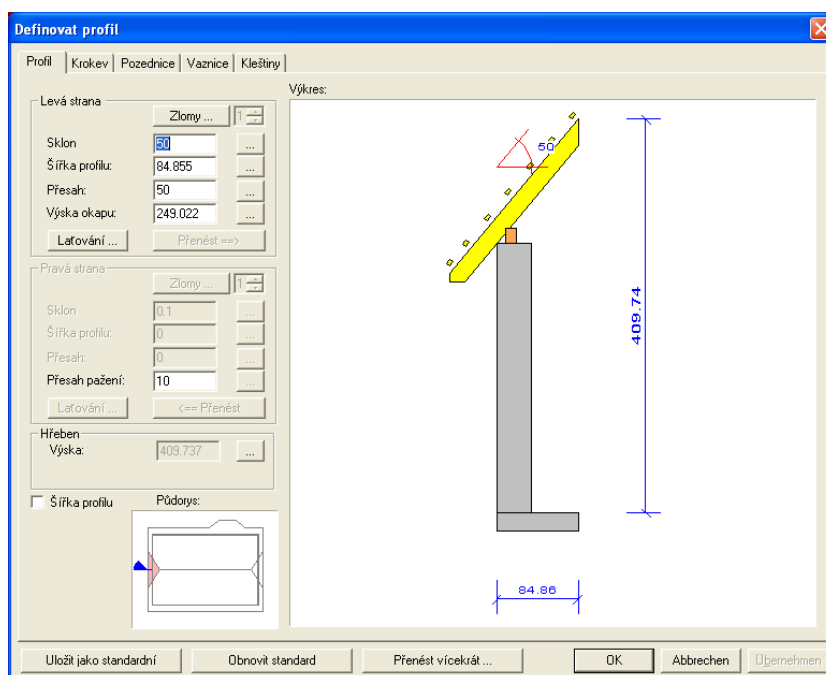 Definovat profil
Profil
Krokev
Pozednice
Vaznice
Kleštiny
Levá strana
Zlomy ...
1
Sklon
50
...
Šířka profilu:
84.855
...
Přesah:
50
...
Výska okapu:
249.022
...
Laťování ...
Přenést ==>
Pravá strana
Zlomy ...
1
Sklon
0.1
...
Šířka profilu:
0
...
Přesah:
0
...
Přesah pažení:
10
...
Laťování ...
<== Přenést
Hřeben
Výska:
409.737
...
Šířka profilu
Půdorys:
Výkres:
50
409.74
84.86
Uložit jako standardní
Obnovit standard
Přenést vícekrát ...
OK
Abbrechen
Übernehmen